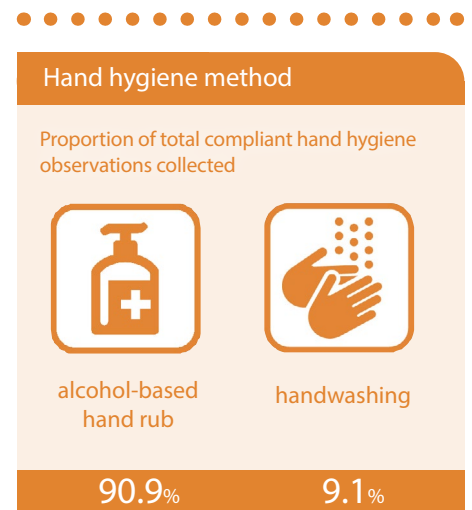 Hand hygiene method
Proportion of total compliant hand hygiene
observations collected
alcohol-based
hand rub
handwashing
90.9%
9.1%